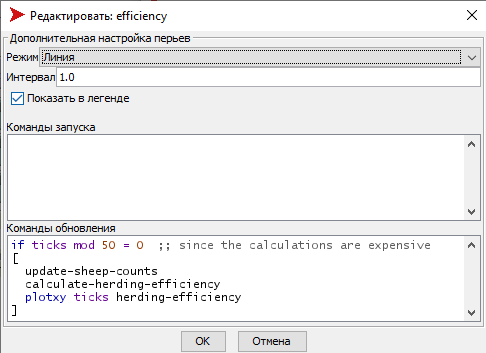 Редактировать: efficiency
Дополнительная настройка перьев
Режим Линия
Интервал 1.0
Показать в легенде
Команды запуска
Команды обновления
if ticks mod 50 = 0  ;; since the calculations are expensive
[
  update-sheep-counts
  calculate-herding-efficiency
  plotxy ticks herding-efficiency
]
OK Отмена